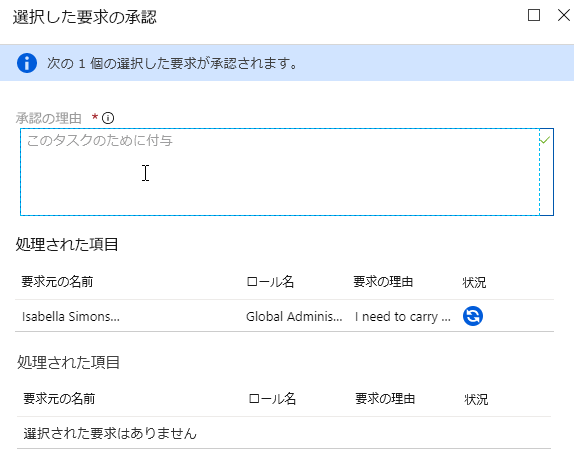 選択した要求の承認
次の 1 個の選択した要求が承認されます。
承認の理由 *
このタスクのために付与
処理された項目
要求元の名前 ロール名 要求の理由 状況
Isabella Simons... Global Adminis... I need to carry ...
処理された項目
要求元の名前 ロール名 要求の理由 状況
選択された要求はありません